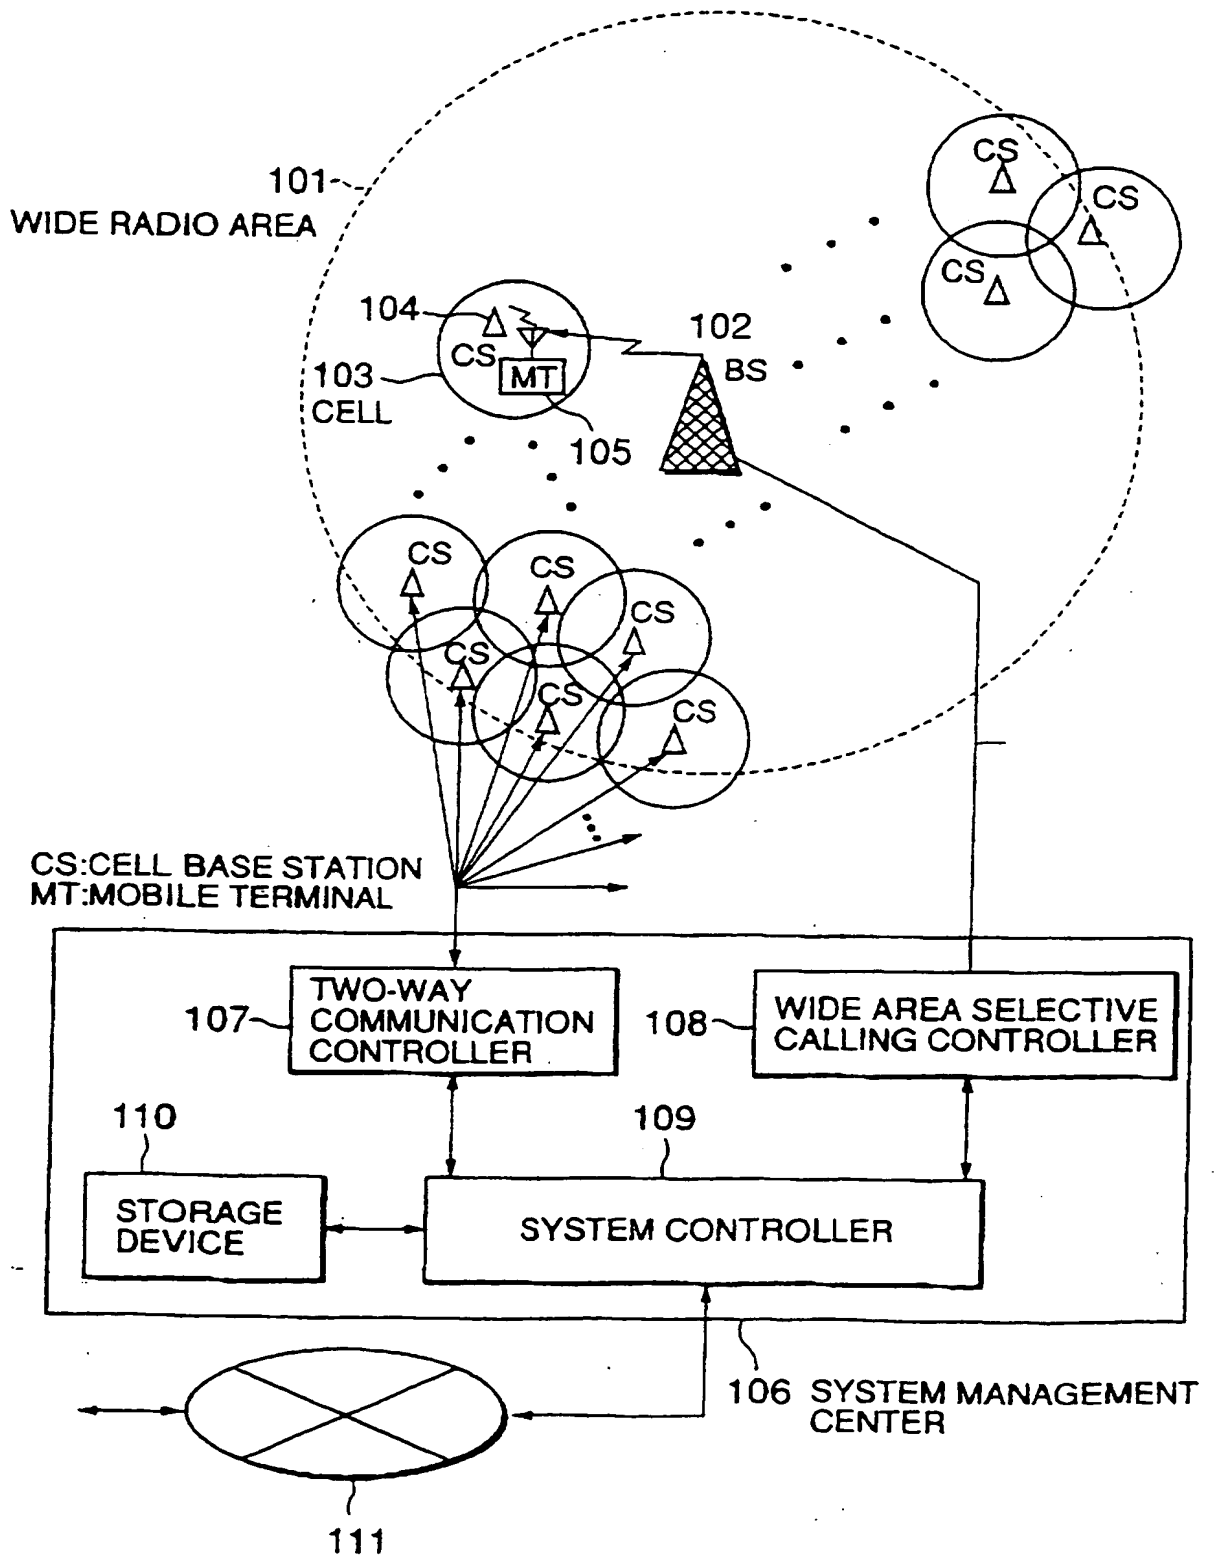 CS
101
CS
WIDE RADIO AREA
CS
104
102
CS
BS
103
MT
CELL
105
CS
CS
CS
CS
CS
CS
CS:CELL BASE STATION
MT:MOBILE TERMINAL
107
TWO-WAY
COMMUNICATION
CONTROLLER
108
WIDE AREA SELECTIVE
CALLING CONTROLLER
110
109
STORAGE
DEVICE
SYSTEM CONTROLLER
106 SYSTEM MANAGEMENT
CENTER
111